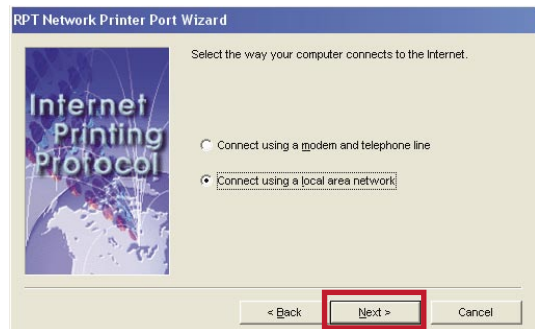 RPT Network Printer Port Wizard
Select the way your computer connects to the Internet.
Internet
Printing
Protocol
Connect using a modem and telephone line
Connect using a local area network
< Back
Next >
Cancel